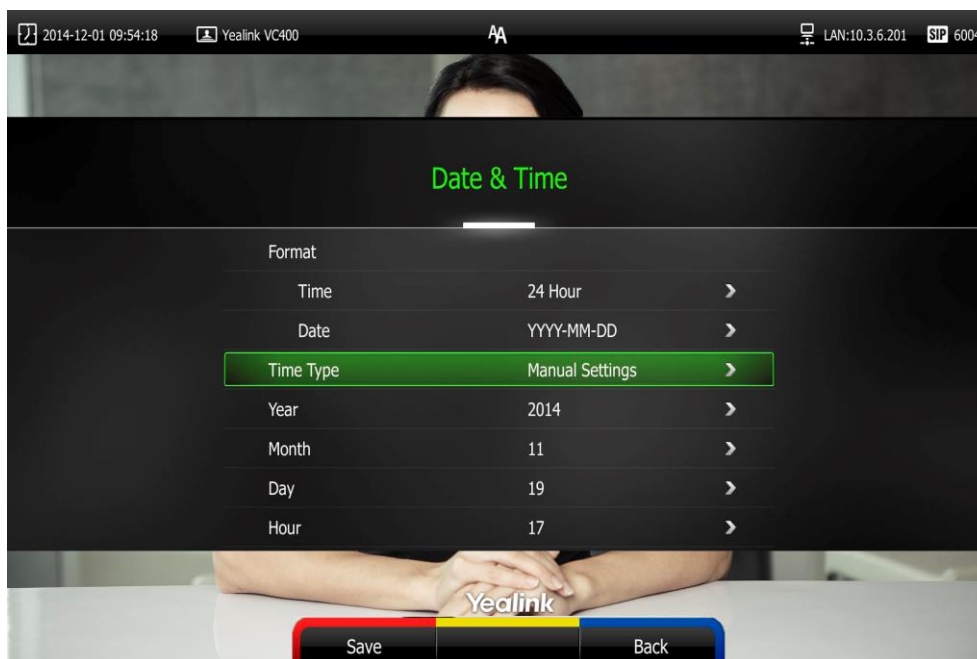 2014-12-01 09:54:18 Yealink VC400 AA LAN:10.3.6.201 SIP 6004
Date & Time
Format
Time 24 Hour
Date YYYY-MM-DD
Time Type Manual Settings
Year 2014
Month 11
Day 19
Hour 17
Yealink
Save Back